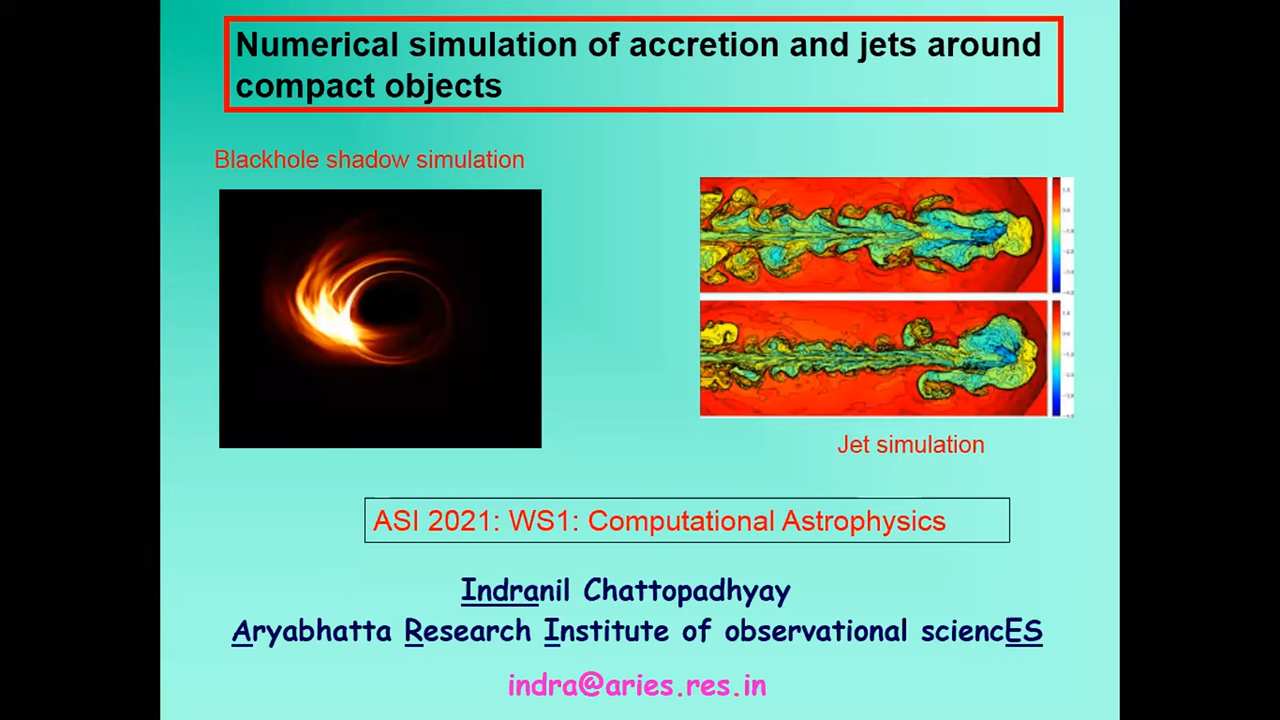 Numerical simulation of accretion and jets around
compact objects
Blackhole shadow simulation
Jet simulation
ASI 2021: WS1: Computational Astrophysics
Indranil Chattopadhyay
Aryabhatta Research Institute of observational sciencES
indra@aries.res.in